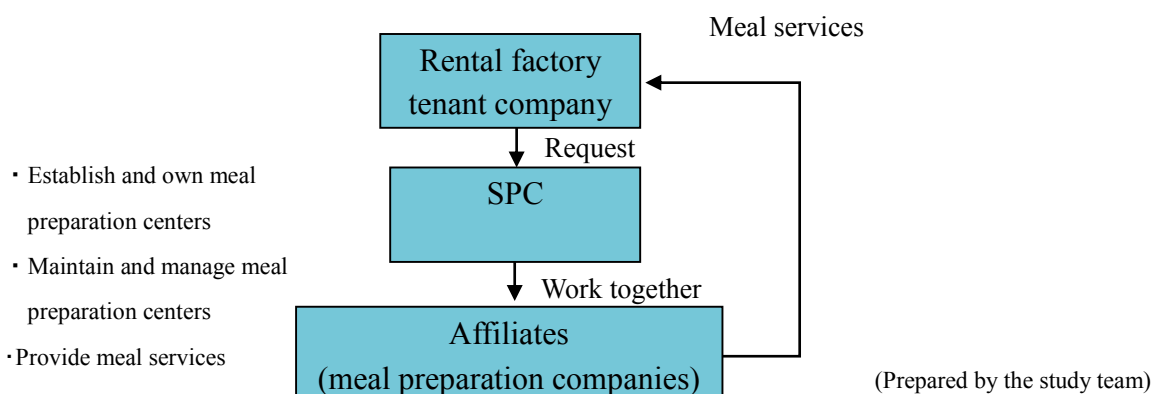 Meal services
Rental factory
tenant company
Request
・Establish and own meal
preparation centers
SPC
・Maintain and manage meal
preparation centers
Work together
・Provide meal services
Affiliates
(meal preparation companies)
(Prepared by the study team)